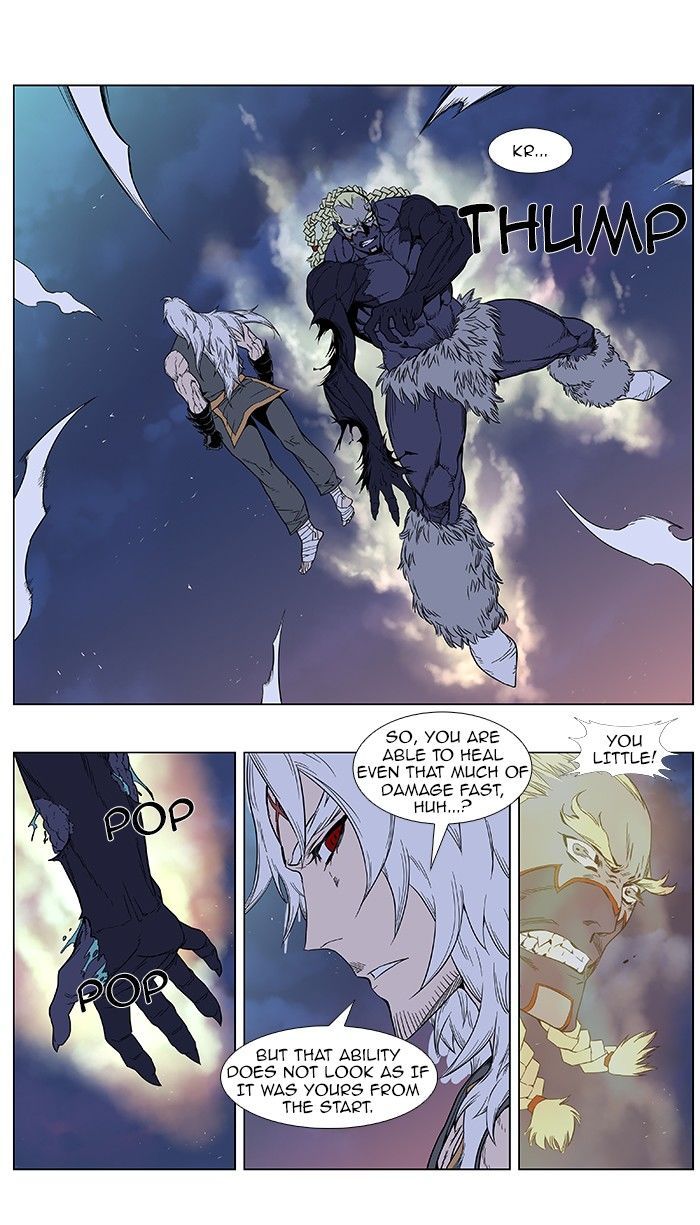 KR...
THUMP
POP
POP
SO, YOU ARE
ABLE TO HEAL
EVEN THAT MUCH OF
DAMAGE FAST,
HUH...?
BUT THAT ABILITY
DOES NOT LOOK AS IF
IT WAS YOURS FROM
THE START.
YOU
LITTLE!